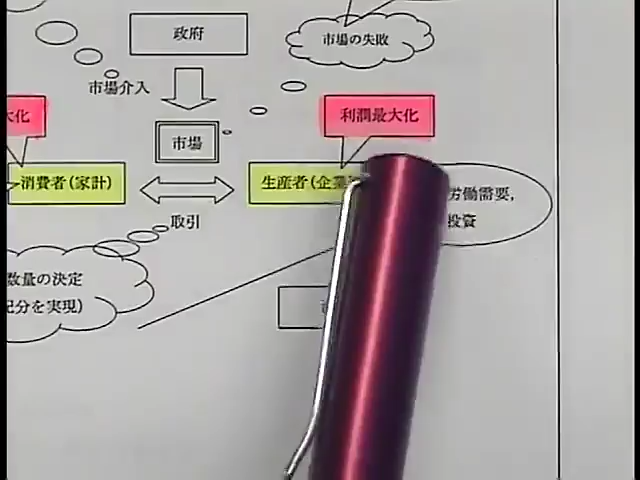 政府
市場の失敗
市場介入
大化
利潤最大化
市場
消費者(家計)
生産者(企業
労働需要,
投資
取引
数量の決定
配分を実現)